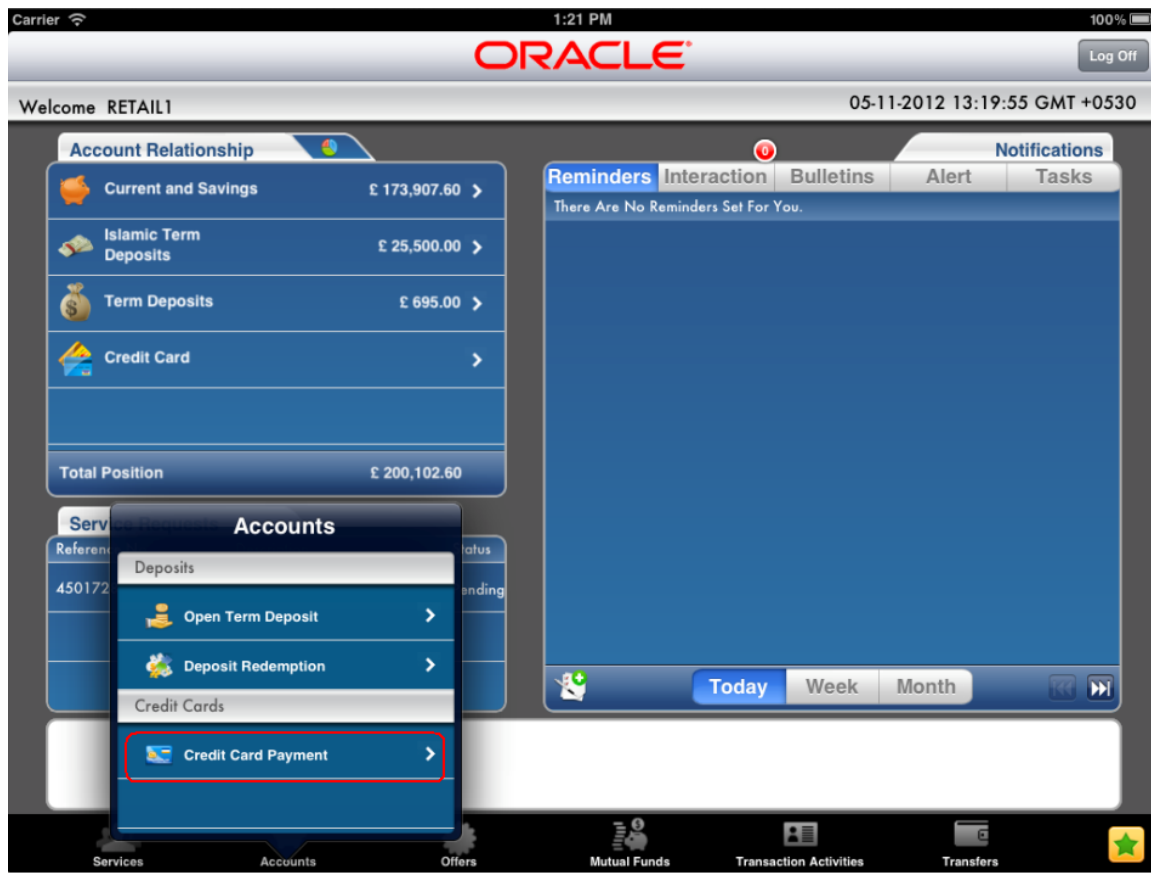 Carrier 1:21 PM 100%
ORACLE
Log Off
Welcome RETAIL1 05-11-2012 13:19:55 GMT +0530
Account Relationship
Current and Savings £ 173,907.60
Islamic Term
Deposits £ 25,500.00
Term Deposits £ 695.00
Credit Card
Total Position £ 200,102.60
0
Notifications
Reminders Interaction Bulletins Alert Tasks
There Are No Reminders Set For You.
Today Week Month
Accounts
450172
Deposits
Open Term Deposit
Deposit Redemption
Credit Cards
Credit Card Payment
Services Accounts Offers Mutual Funds Transaction Activities Transfers